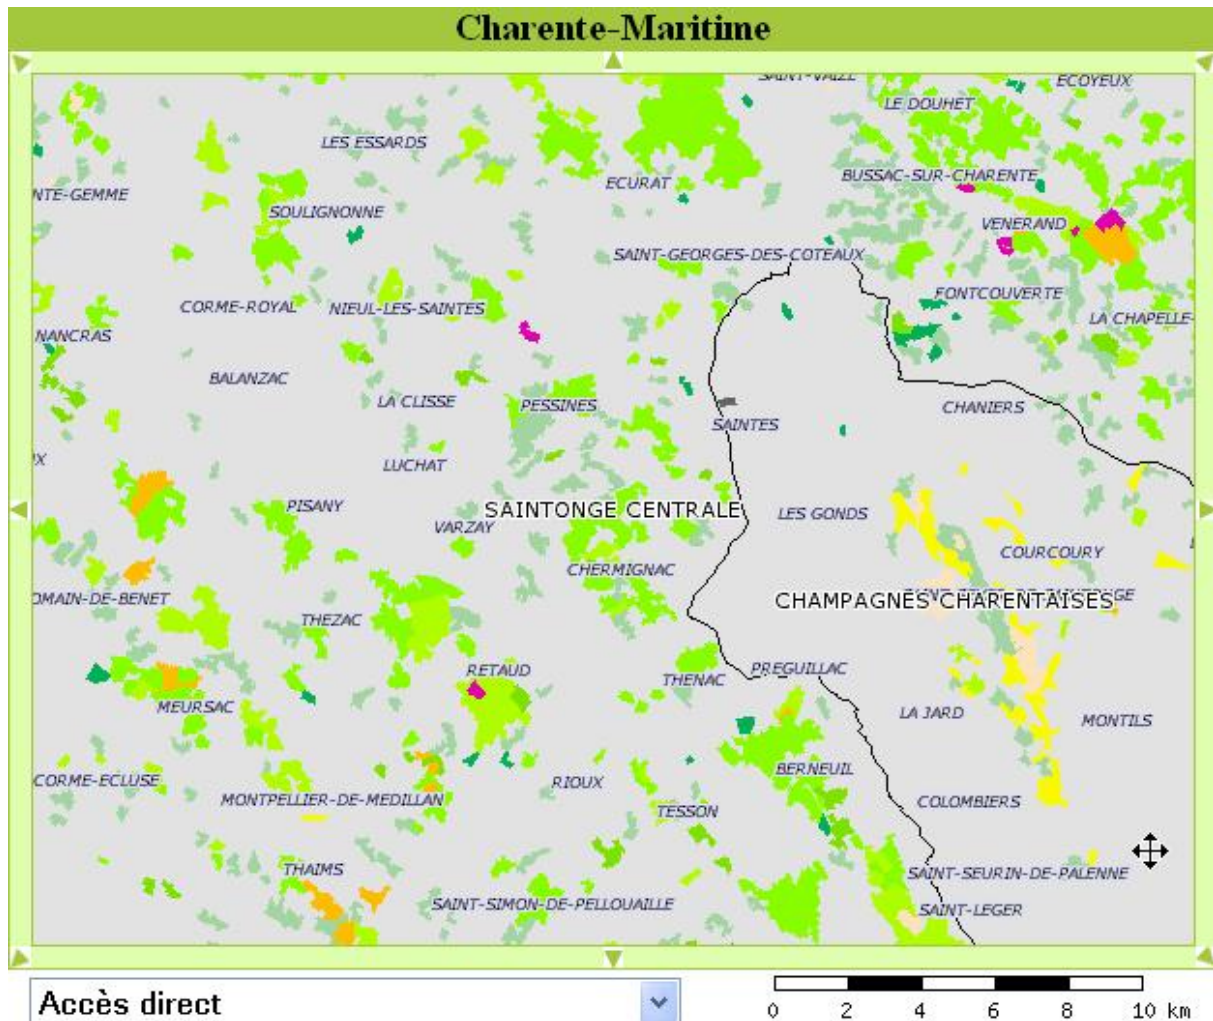 Charente-Maritime
SAINT-VAIZE
ECOYEUX
LE DOUHET
LES ESSARDS
BUSSAC-SUR-CHARENTE
ECURAT
NTE-GEMME
SOULIGNONNE
VENERAND
SAINT-GEORGES-DES-COTEAUX
FONTCOUVERTE
CORME-ROYAL
NIEUL-LES-SAINTES
LA CHAPELLE-
NANCRAS
BALANZAC
LA CLISSE
PESSINES
CHANIERS
SAINTES
X
LUCHAT
PISANY
SAINTONGE CENTRALE
LES GONDS
VARZAY
COURCOURY
CHERMIGNAC
OMAIN-DE-BENET
CHAMPAGNES CHARENTAISES
THEZAC
RETAUD
THENAC
PREGUILLAC
MEURSAC
LA JARD
MONTILS
CORME-ECLUSE
RIOUX
BERNEUIL
MONTPELLIER-DE-MEDILLAN
COLOMBIERS
TESSON
THAIMS
SAINT-SEURIN-DE-PALENNE
SAINT-SIMON-DE-PELLOUAILLE
SAINT-LEGER
Accès direct
0 2 4 6 8 10 km